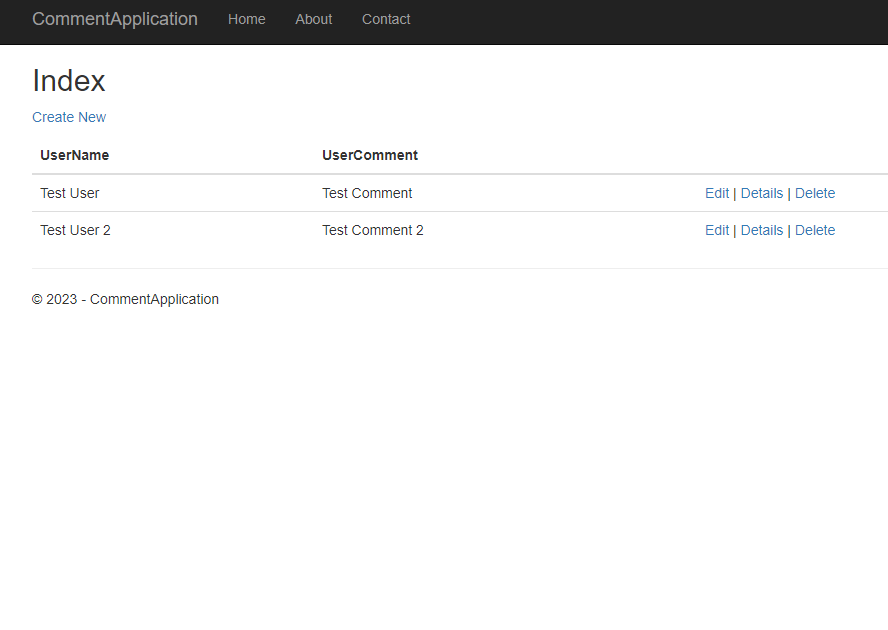 CommentApplication Home About Contact
Index
Create New
UserName UserComment
Test User Test Comment Edit | Details | Delete
Test User 2 Test Comment 2 Edit | Details | Delete
© 2023 - CommentApplication